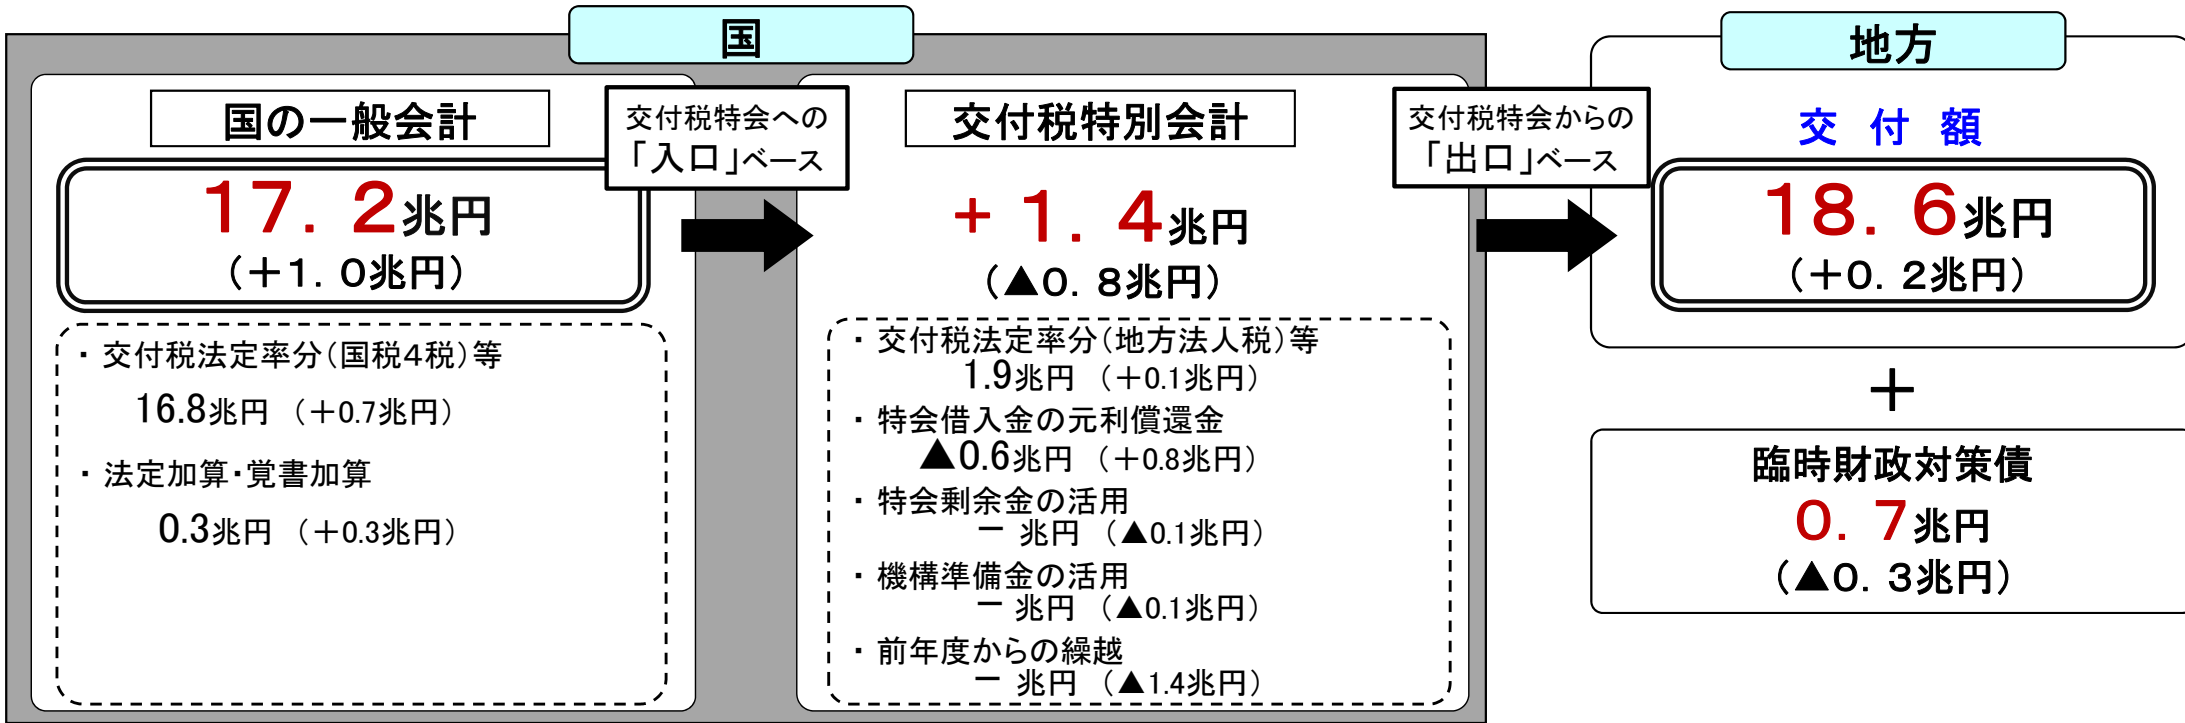 国
国の一般会計
１７．２兆円
（＋１．０兆円）
・ 交付税法定率分（国税４税）等
16.8兆円 （＋0.7兆円）
・ 法定加算・覚書加算
0.3兆円 （＋0.3兆円）
交付税特会への
「入口」ベース
交付税特別会計
＋１．４兆円
（▲０．８兆円）
・ 交付税法定率分（地方法人税）等
1.9兆円 （＋0.1兆円）
・ 特会借入金の元利償還金
▲0.6兆円 （＋0.8兆円）
・ 特会剰余金の活用
－ 兆円 （▲0.1兆円）
・ 機構準備金の活用
－ 兆円 （▲0.1兆円）
・ 前年度からの繰越
－ 兆円 （▲1.4兆円）
交付税特会からの
「出口」ベース
地方
交 付 額
１８．６兆円
（＋０．２兆円）
＋
臨時財政対策債
０．７兆円
（▲０．３兆円）